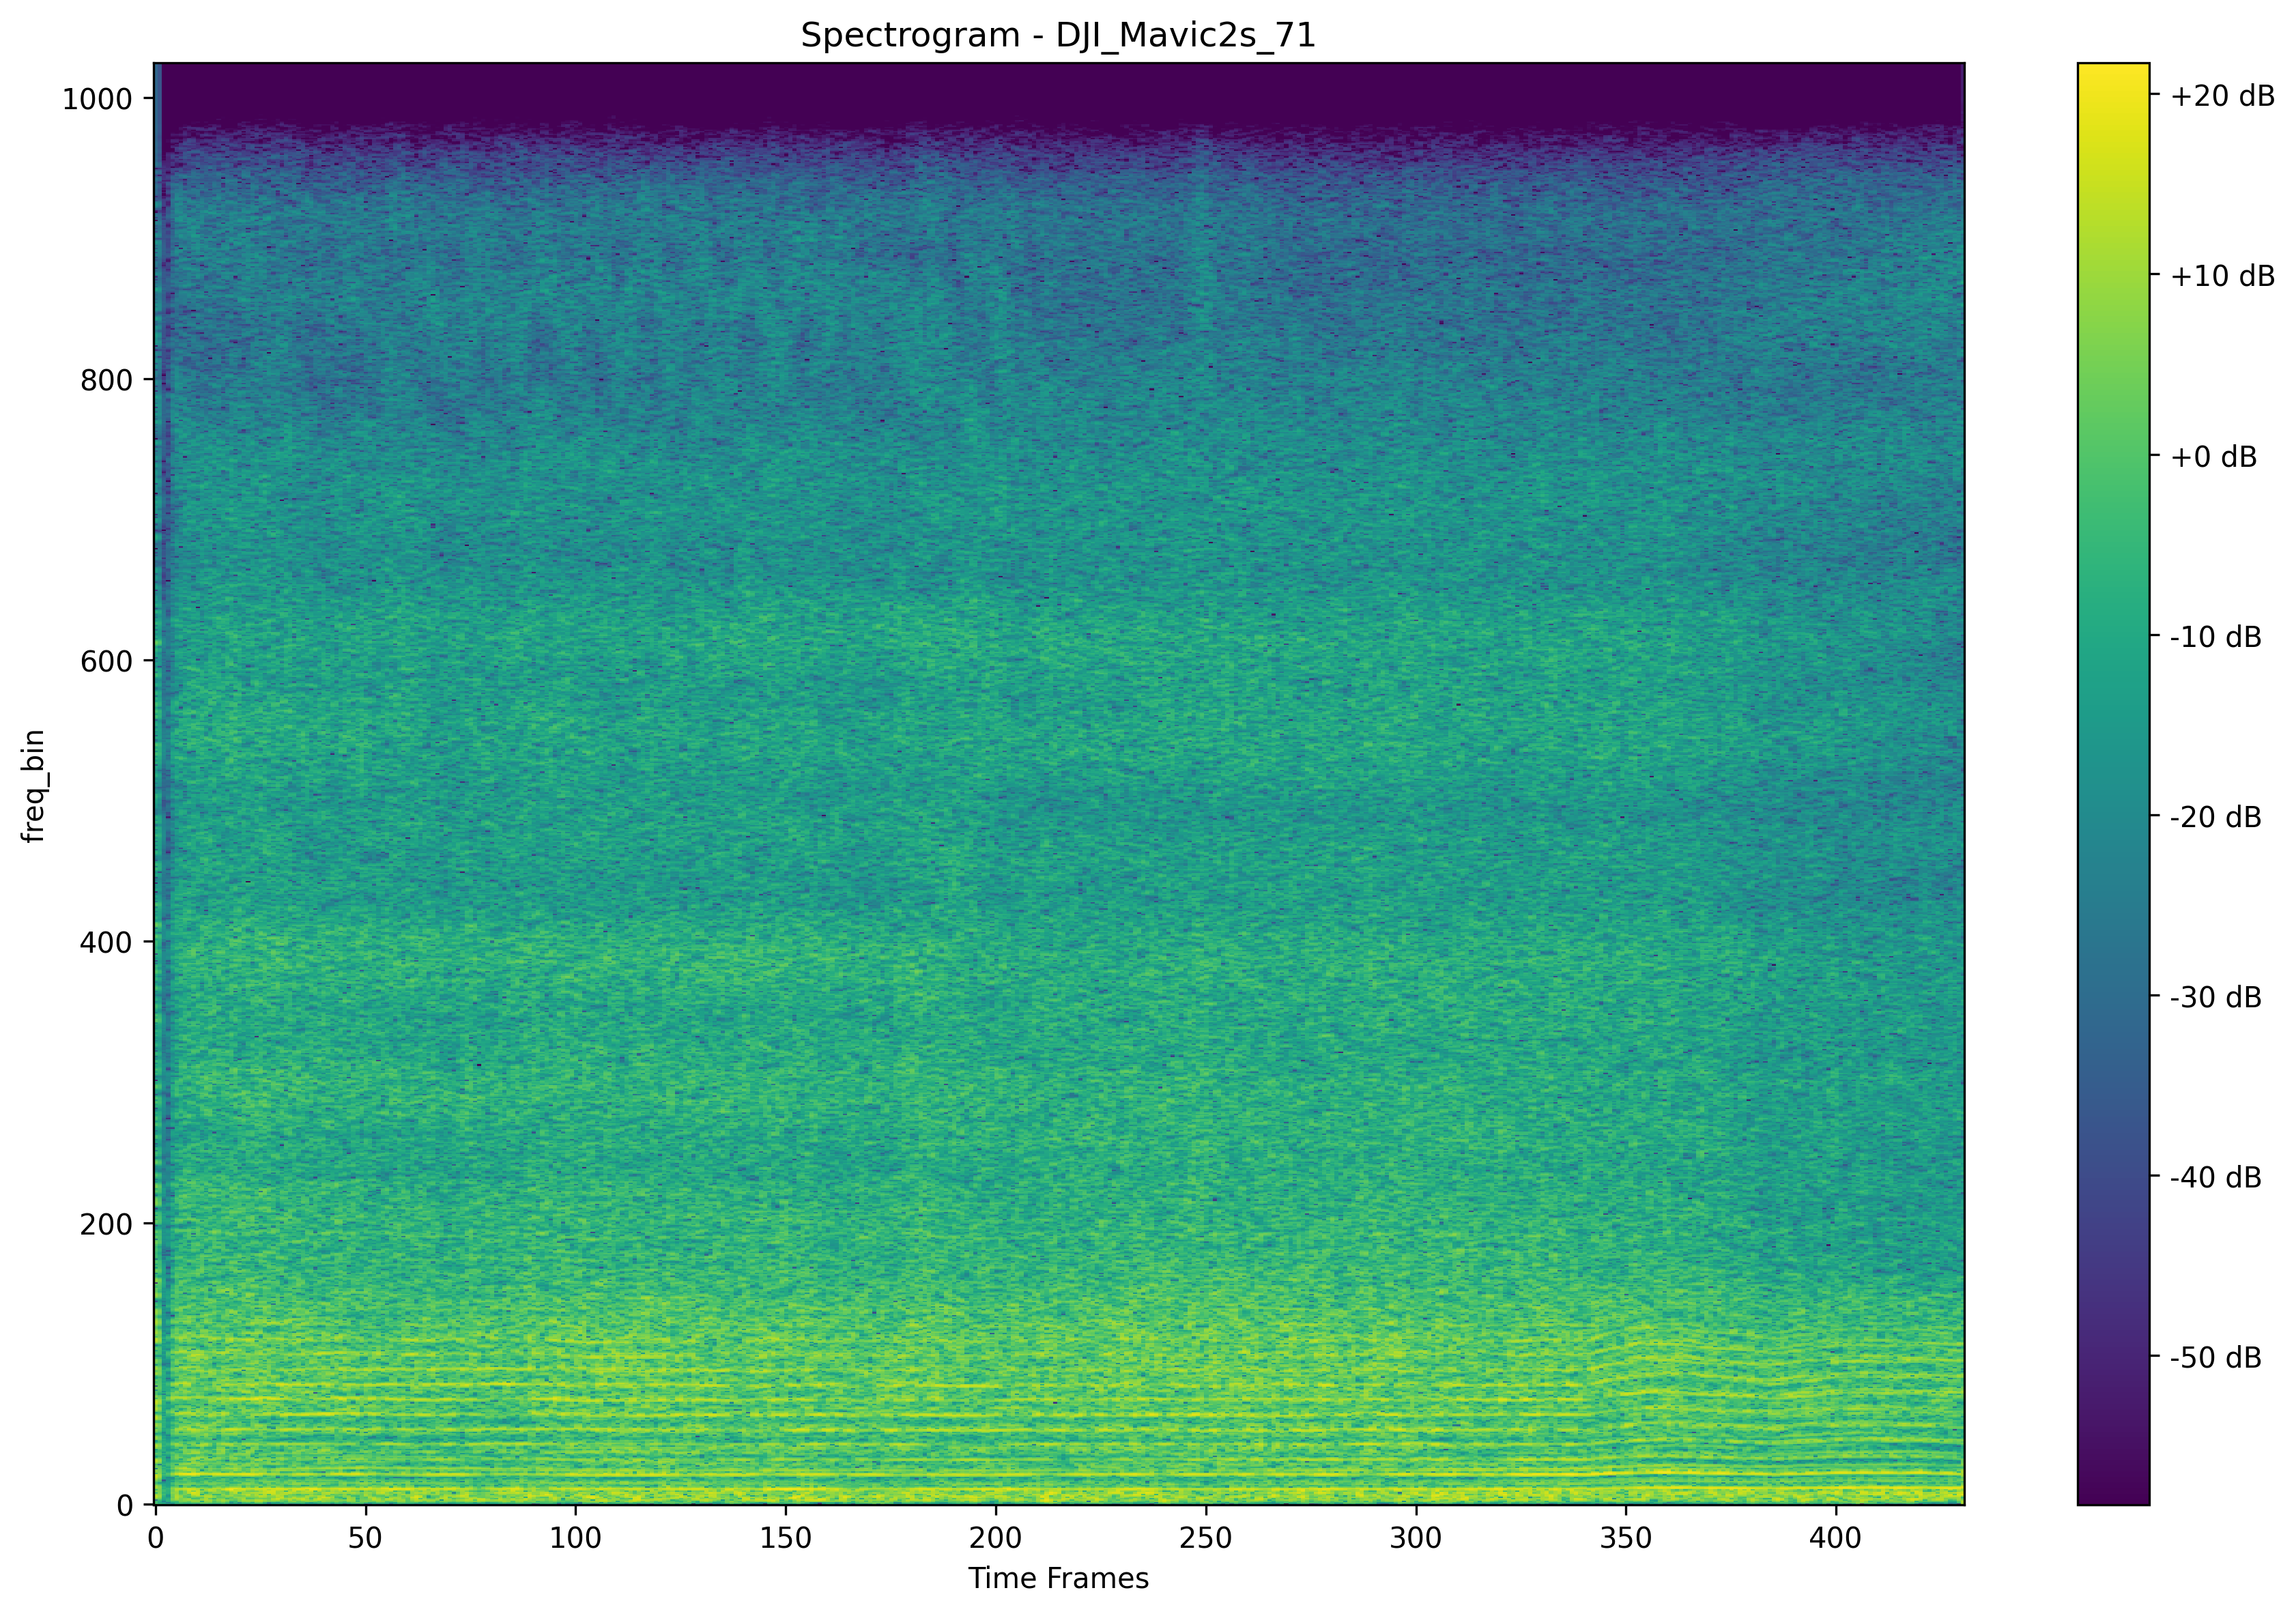 Spectrogram - DJI_Mavic2s_71
1000
800
600
400
200
0
freq_bin
0 50 100 150 200 250 300 350 400
Time Frames
+20 dB
+10 dB
+0 dB
-10 dB
-20 dB
-30 dB
-40 dB
-50 dB